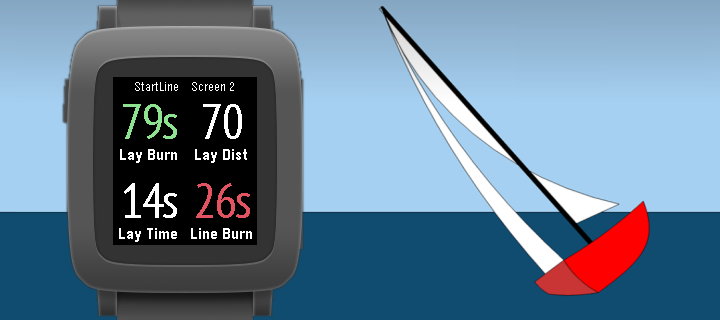 StartLine Screen 2
79s 70
Lay Burn Lay Dist
14s 26s
Lay Time Line Burn